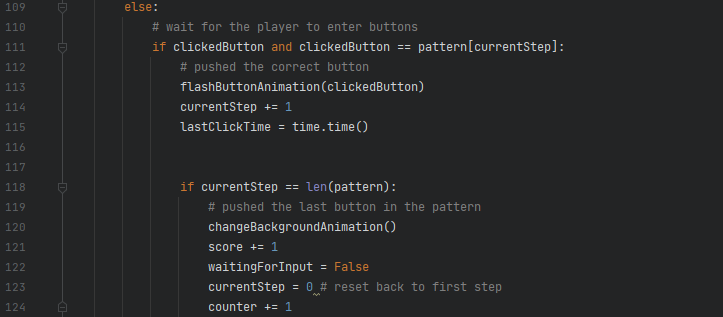 109 else:
110 # wait for the player to enter buttons
111 if clickedButton and clickedButton == pattern[currentStep]:
112 # pushed the correct button
113 flashButtonAnimation(clickedButton)
114 currentStep += 1
115 lastClickTime = time.time()
116
117
118 if currentStep == len(pattern):
119 # pushed the last button in the pattern
120 changeBackgroundAnimation()
121 score += 1
122 waitingForInput = False
123 currentStep = 0 # reset back to first step
124 counter += 1